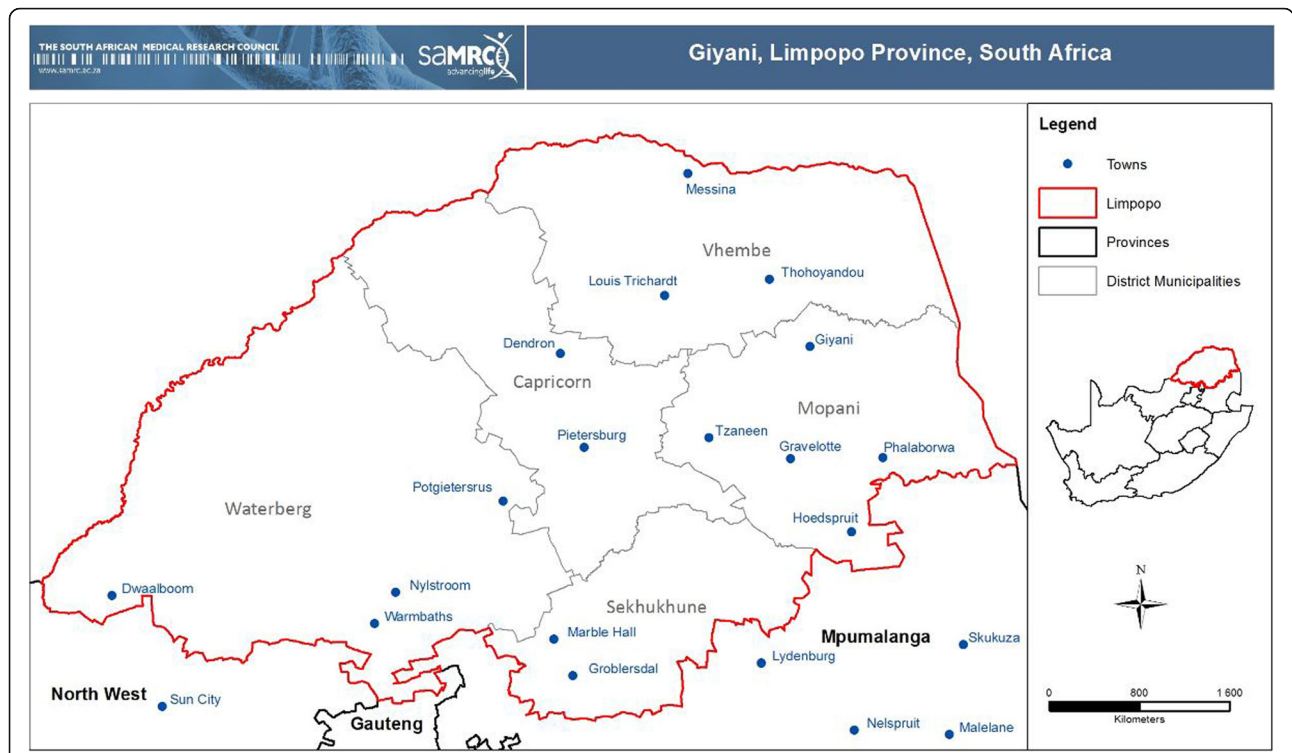 THE SOUTH AFRICAN MEDICAL RESEARCH COUNCIL
www.samrc.ac.za
saMRC
advancinglife
Giyani, Limpopo Province, South Africa
Legend
Towns
Limpopo
Provinces
District Municipalities
Messina
Vhembe
Louis Trichardt
Thohoyandou
Dendron
Giyani
Capricorn
Mopani
Tzaneen
Pietersburg
Gravelotte
Phalaborwa
Potgietersrus
Waterberg
Hoedspruit
Dwaalboom
Nylstroom
Warmbaths
Sekhukhune
Marble Hall
Mpumalanga
Skukuza
Groblersdal
Lydenburg
North West
Sun City
Gauteng
Nelspruit
Malelane
N
0 800 1 600
Kilometers